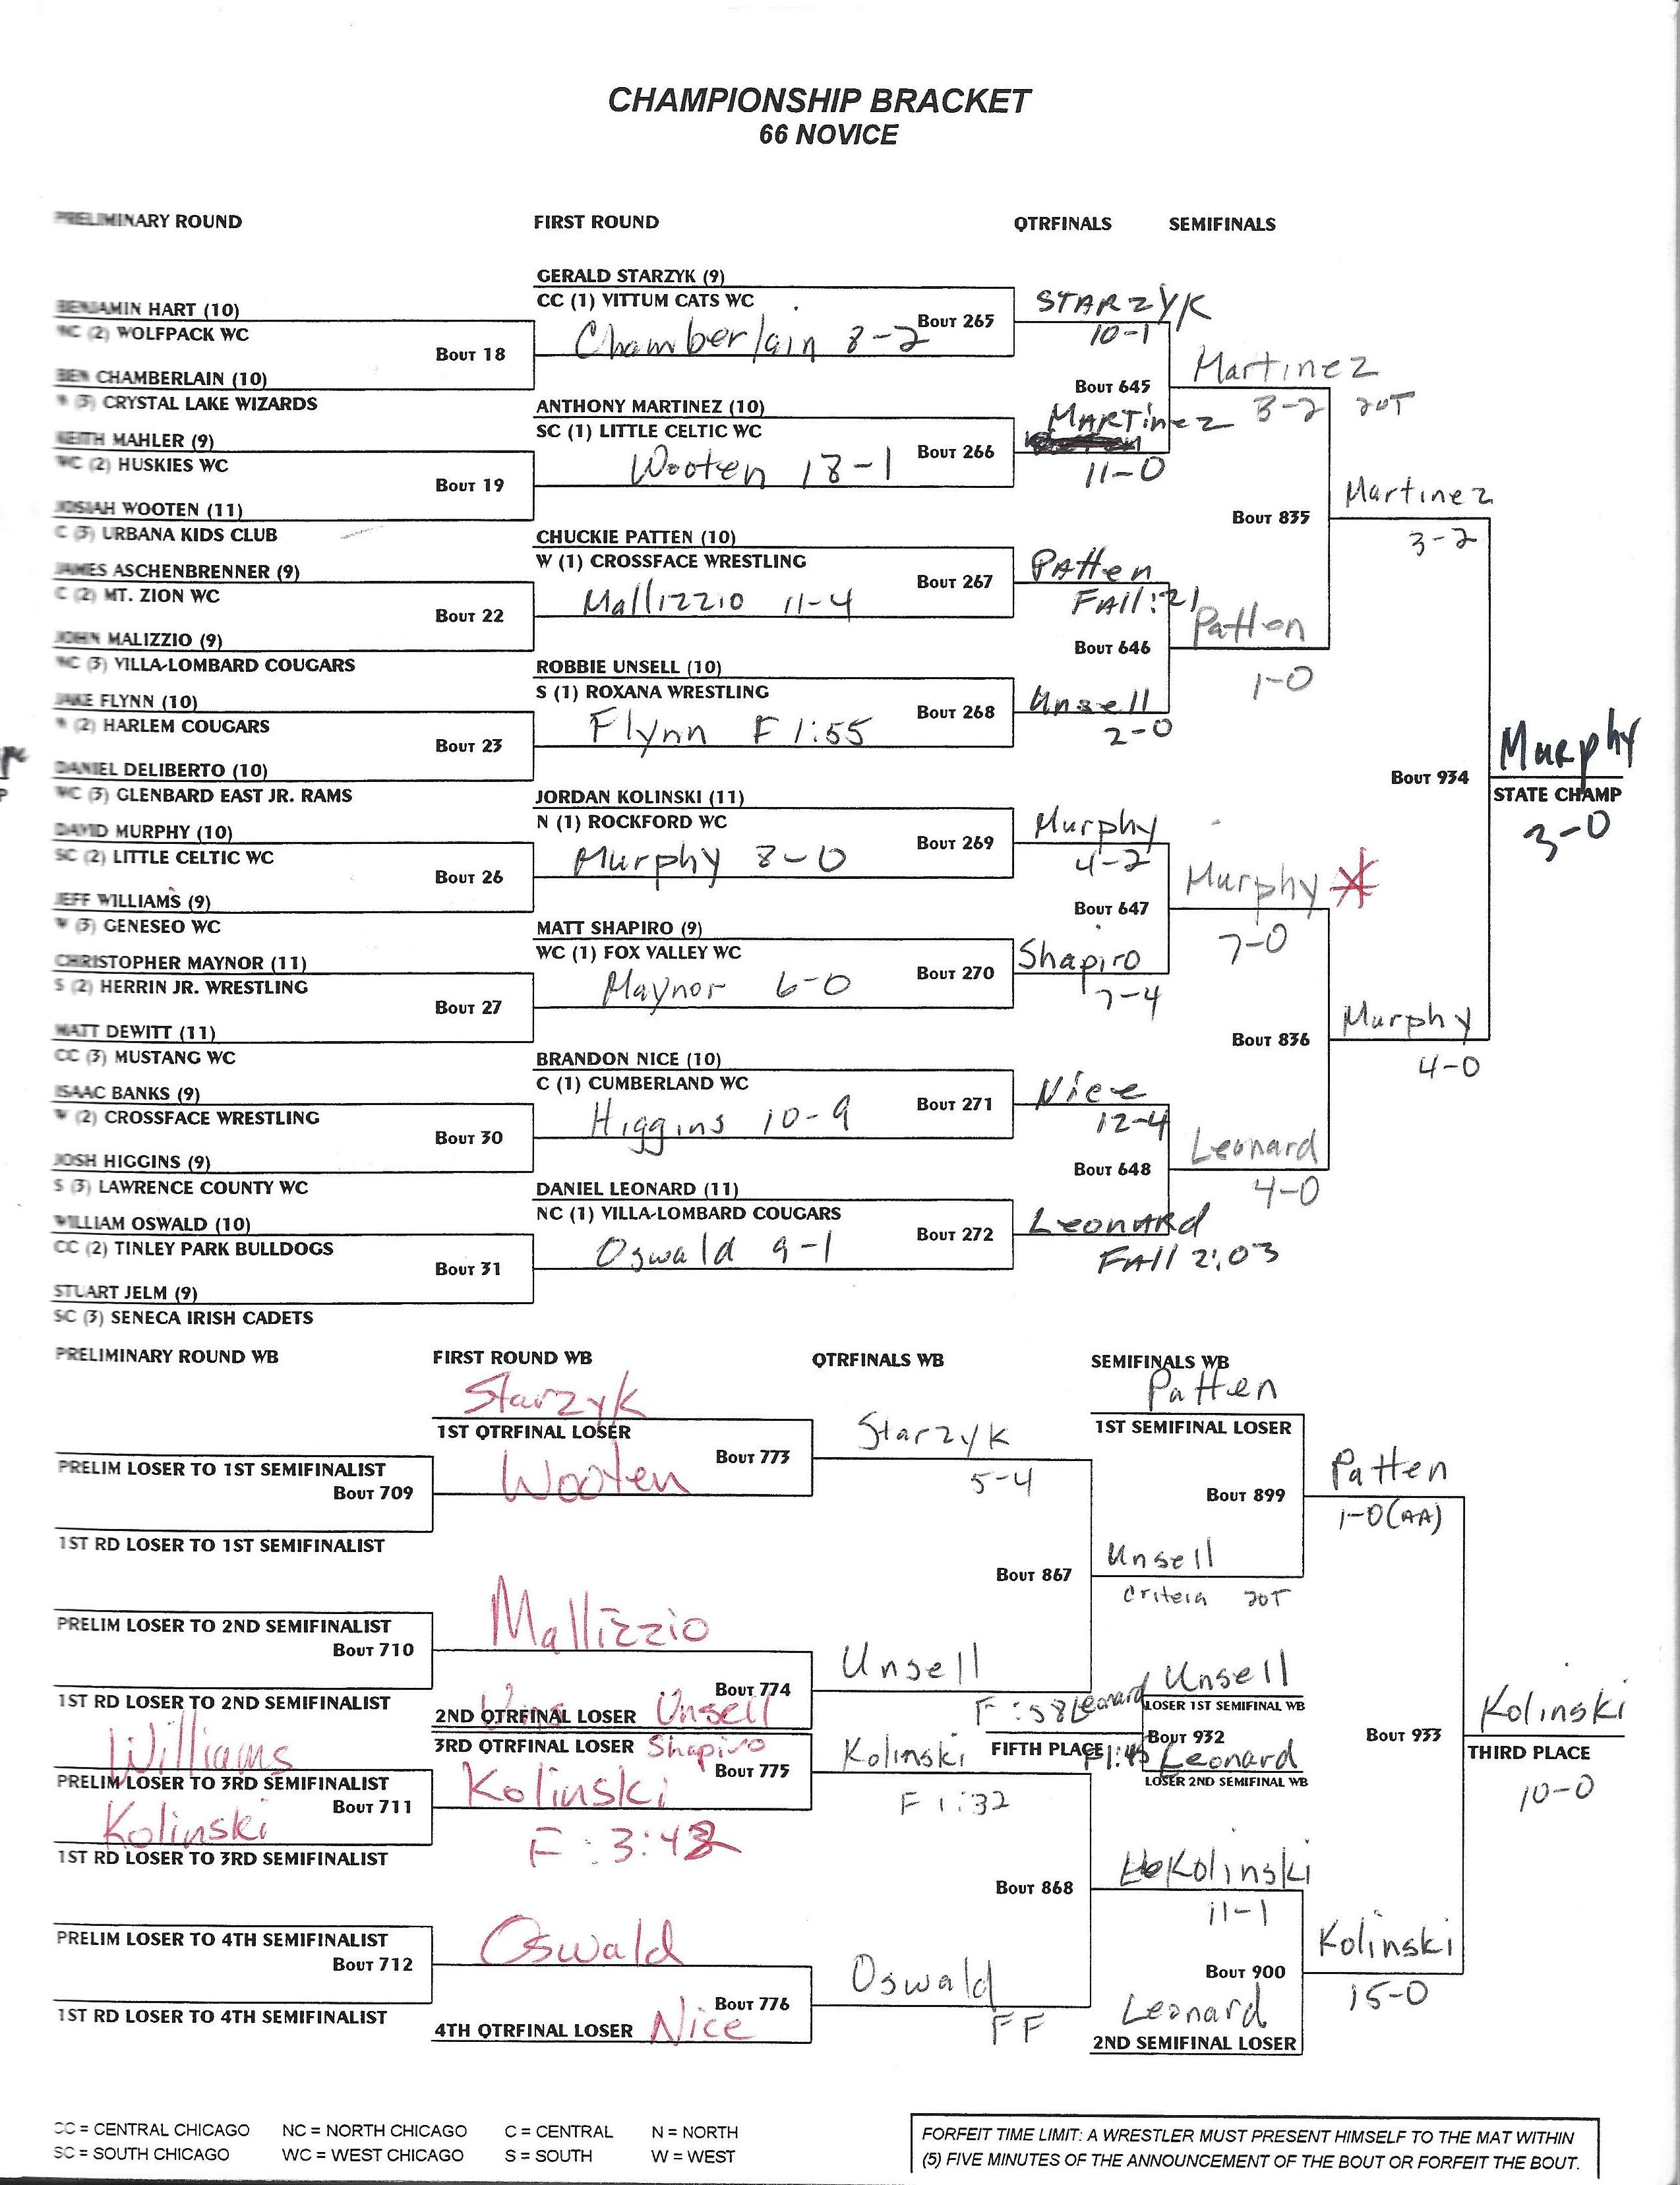 CHAMPIONSHIP BRACKET
66 NOVICE
PRELIMINARY ROUND
FIRST ROUND
QTRFINALS
SEMIFINALS
BENJAMIN HART (10)
NC (2) WOLFPACK WC
BOUT 18
BEN CHAMBERLAIN (10)
N (3) CRYSTAL LAKE WIZARDS
KEITH MAHLER (9)
WC (2) HUSKIES WC
BOUT 19
JOSIAH WOOTEN (11)
C (3) URBANA KIDS CLUB
JAMES ASCHENBRENNER (9)
C (2) MT. ZION WC
BOUT 22
JOHN MALIZZIO (9)
NC (3) VILLA-LOMBARD COUGARS
JAKE FLYNN (10)
N (2) HARLEM COUGARS
BOUT 23
DANIEL DELIBERTO (10)
WC (3) GLENBARD EAST JR. RAMS
DAVID MURPHY (10)
SC (2) LITTLE CELTIC WC
BOUT 26
JEFF WILLIAMS (9)
W (3) GENESEO WC
CHRISTOPHER MAYNOR (11)
S (2) HERRIN JR. WRESTLING
BOUT 27
MATT DEWITT (11)
CC (3) MUSTANG WC
ISAAC BANKS (9)
W (2) CROSSFACE WRESTLING
BOUT 30
JOSH HIGGINS (9)
S (3) LAWRENCE COUNTY WC
WILLIAM OSWALD (10)
CC (2) TINLEY PARK BULLDOGS
BOUT 31
STUART JELM (9)
SC (3) SENECA IRISH CADETS
GERALD STARZYK (9)
CC (1) VITTUM CATS WC
BOUT 265
Chamberlain 8-2
ANTHONY MARTINEZ (10)
SC (1) LITTLE CELTIC WC
BOUT 266
Wooten 18-1
CHUCKIE PATTEN (10)
W (1) CROSSFACE WRESTLING
BOUT 267
Mallizzio 11-4
ROBBIE UNSELL (10)
S (1) ROXANA WRESTLING
BOUT 268
Flynn F 1:55
JORDAN KOLINSKI (11)
N (1) ROCKFORD WC
BOUT 269
Murphy 8-0
MATT SHAPIRO (9)
WC (1) FOX VALLEY WC
BOUT 270
Maynor 6-0
BRANDON NICE (10)
C (1) CUMBERLAND WC
BOUT 271
Higgins 10-9
DANIEL LEONARD (11)
NC (1) VILLA-LOMBARD COUGARS
BOUT 272
Oswald 9-1
STARZYK
10-1
BOUT 645
MARTinez
11-0
Patten
FAll :21
BOUT 646
Unsell
2-0
Murphy
4-2
BOUT 647
Shapiro
7-4
Nice
12-4
BOUT 648
Leonard
FAll 2:03
Martinez
3-2 2OT
BOUT 835
Patten
1-0
Murphy *
7-0
BOUT 836
Leonard
4-0
Martinez
3-2
BOUT 934
Murphy
4-0
Murphy
STATE CHAMP
3-0
PRELIMINARY ROUND WB
FIRST ROUND WB
QTRFINALS WB
SEMIFINALS WB
PRELIM LOSER TO 1ST SEMIFINALIST
BOUT 709
1ST RD LOSER TO 1ST SEMIFINALIST
PRELIM LOSER TO 2ND SEMIFINALIST
BOUT 710
1ST RD LOSER TO 2ND SEMIFINALIST
Williams
PRELIM LOSER TO 3RD SEMIFINALIST
BOUT 711
Kolinski
1ST RD LOSER TO 3RD SEMIFINALIST
PRELIM LOSER TO 4TH SEMIFINALIST
BOUT 712
1ST RD LOSER TO 4TH SEMIFINALIST
Starzyk
1ST QTRFINAL LOSER
BOUT 773
Wooten
Mallizzio
BOUT 774
2ND QTRFINAL LOSER Unsell
3RD QTRFINAL LOSER Shapiro
BOUT 775
Kolinski
F : 3:43
Oswald
BOUT 776
4TH QTRFINAL LOSER Nice
Starzyk
5-4
BOUT 867
Unsell
F :58
Kolinski
F 1:32
BOUT 868
Oswald
FF
Patten
1ST SEMIFINAL LOSER
BOUT 899
Unsell
Criteria 2OT
Unsell
LOSER 1ST SEMIFINAL WB
Leonard
BOUT 932
FIFTH PLACE
F1:45
Leonard
LOSER 2ND SEMIFINAL WB
Kolinski
11-1
BOUT 900
Leonard
2ND SEMIFINAL LOSER
Patten
1-0(AA)
BOUT 933
Kolinski
15-0
Kolinski
THIRD PLACE
10-0
CC = CENTRAL CHICAGO NC = NORTH CHICAGO C = CENTRAL N = NORTH
SC = SOUTH CHICAGO WC = WEST CHICAGO S = SOUTH W = WEST
FORFEIT TIME LIMIT: A WRESTLER MUST PRESENT HIMSELF TO THE MAT WITHIN
(5) FIVE MINUTES OF THE ANNOUNCEMENT OF THE BOUT OR FORFEIT THE BOUT.